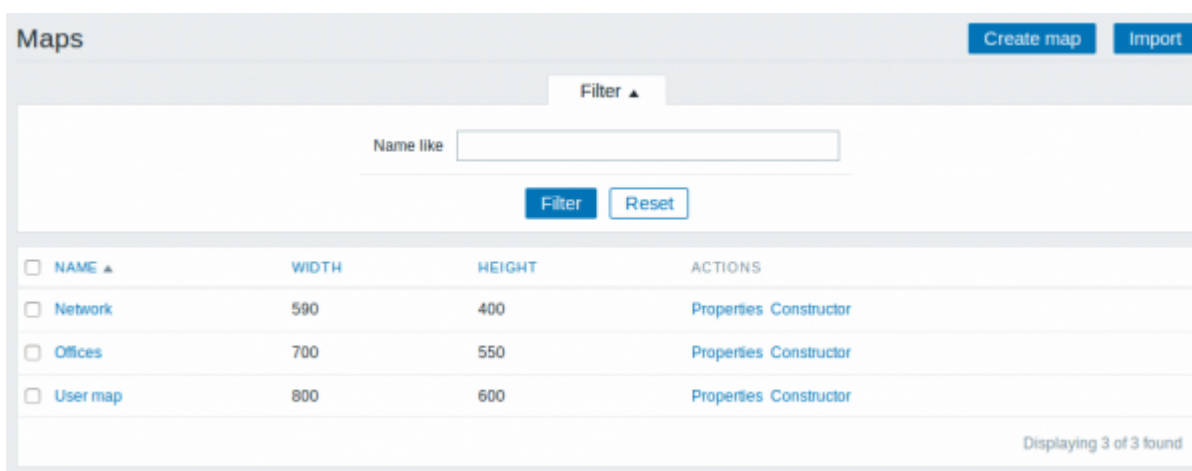 Maps Create map Import
Filter ▲
Name like
Filter Reset
NAME ▲ WIDTH HEIGHT ACTIONS
Network 590 400 Properties Constructor
Offices 700 550 Properties Constructor
User map 800 600 Properties Constructor
Displaying 3 of 3 found